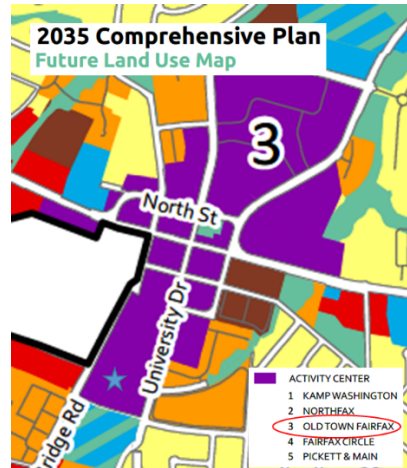 2035 Comprehensive Plan
Future Land Use Map
3
North St
University Dr
Bridge Rd
ACTIVITY CENTER
1 KAMP WASHINGTON
2 NORTHFAX
3 OLD TOWN FAIRFAX
4 FAIRFAX CIRCLE
5 PICKETT & MAIN